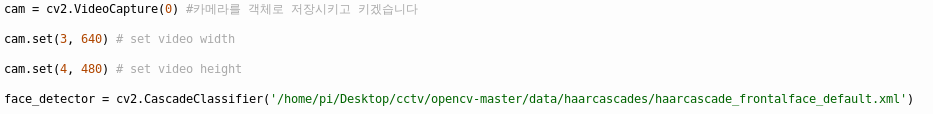 cam = cv2.VideoCapture(0) #카메라를 객체로 저장시키고 키겠습니다
cam.set(3, 640) # set video width
cam.set(4, 480) # set video height
face_detector = cv2.CascadeClassifier('/home/pi/Desktop/cctv/opencv-master/data/haarcascades/haarcascade_frontalface_default.xml')